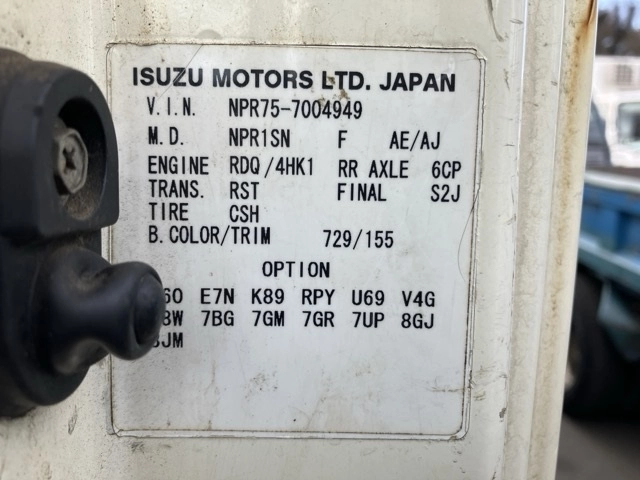 ISUZU MOTORS LTD. JAPAN
V.I.N. NPR75-7004949
M.D. NPR1SN F AE/AJ
ENGINE RDQ/4HK1 RR AXLE 6CP
TRANS. RST FINAL S2J
TIRE CSH
B.COLOR/TRIM 729/155
OPTION
E7N K89 RPY U69 V4G
7BG 7GM 7GR 7UP 8GJ